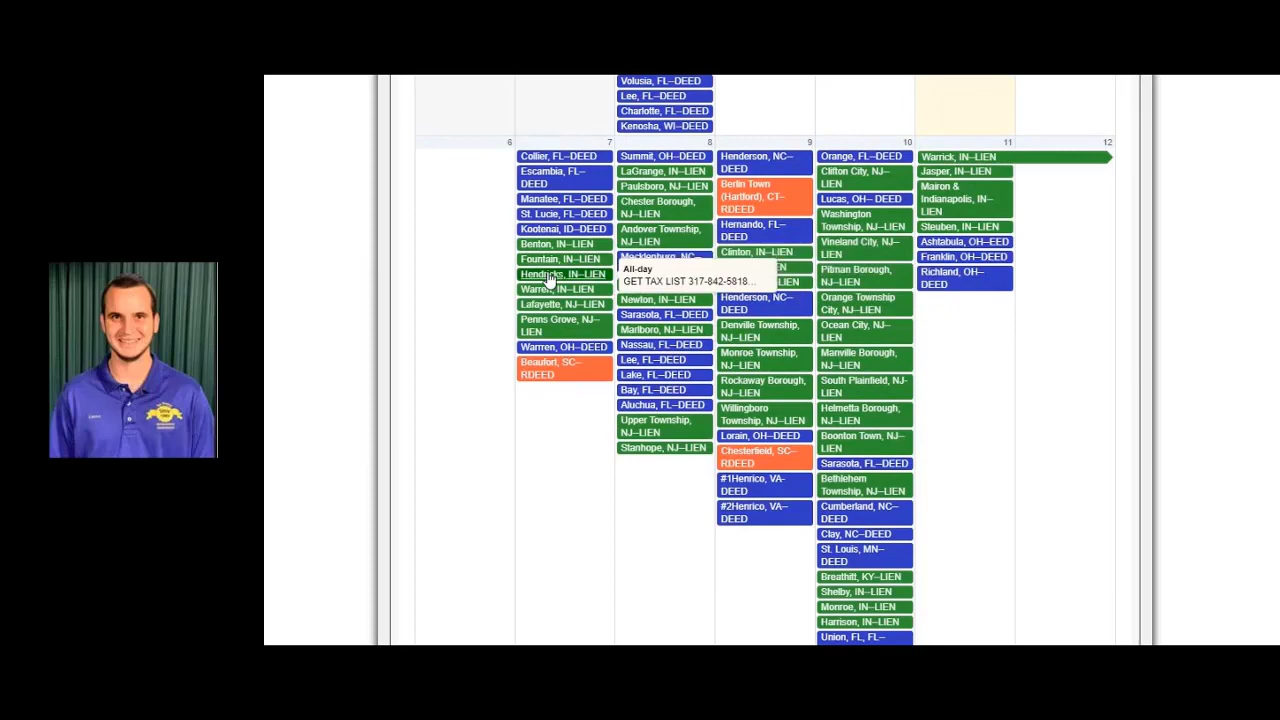 Volusia, FL--DEED
Lee, FL--DEED
Charlotte, FL--DEED
Kenosha, WI--DEED
6
7
8
9
10
11
12
Collier, FL--DEED
Escambia, FL--
DEED
Manatee, FL--DEED
St. Lucie, FL--DEED
Kootenai, ID--DEED
Benton, IN--LIEN
Fountain, IN--LIEN
Hendricks, IN--LIEN
Warren, IN--LIEN
Lafayette, NJ--LIEN
Penns Grove, NJ--
LIEN
Warrren, OH--DEED
Beaufort, SC--
RDEED
Summit, OH--DEED
LaGrange, IN--LIEN
Paulsboro, NJ--LIEN
Chester Borough,
NJ--LIEN
Andover Township,
NJ--LIEN
Mecklenburg, NC--
All-day
GET TAX LIST 317-842-5818...
Newton, IN--LIEN
Sarasota, FL--DEED
Marlboro, NJ--LIEN
Nassau, FL--DEED
Lee, FL--DEED
Lake, FL--DEED
Bay, FL--DEED
Aluchua, FL--DEED
Upper Township,
NJ--LIEN
Stanhope, NJ--LIEN
Henderson, NC--
DEED
Berlin Town
(Hartford), CT--
RDEED
Hernando, FL--
DEED
Clinton, IN--LIEN
LIEN
Henderson, NC--
DEED
Denville Township,
NJ--LIEN
Monroe Township,
NJ--LIEN
Rockaway Borough,
NJ--LIEN
Willingboro
Township, NJ--LIEN
Lorain, OH--DEED
Chesterfield, SC--
RDEED
#1Henrico, VA-
DEED
#2Henrico, VA--
DEED
Orange, FL--DEED
Clifton City, NJ--
LIEN
Lucas, OH-- DEED
Washington
Township, NJ--LIEN
Vineland City, NJ--
LIEN
Pitman Borough,
NJ--LIEN
Orange Township
City, NJ--LIEN
Ocean City, NJ--
LIEN
Manville Borough,
NJ--LIEN
South Plainfield, NJ-
LIEN
Helmetta Borough,
NJ--LIEN
Boonton Town, NJ--
LIEN
Sarasota, FL--DEED
Bethlehem
Township, NJ--LIEN
Cumberland, NC--
DEED
Clay, NC--DEED
St. Louis, MN--
DEED
Breathitt, KY--LIEN
Shelby, IN--LIEN
Monroe, IN--LIEN
Harrison, IN--LIEN
Union, FL, FL--
Warrick, IN--LIEN
Jasper, IN--LIEN
Mairon &
Indianapolis, IN--
LIEN
Steuben, IN--LIEN
Ashtabula, OH--EED
Franklin, OH--DEED
Richland, OH--
DEED